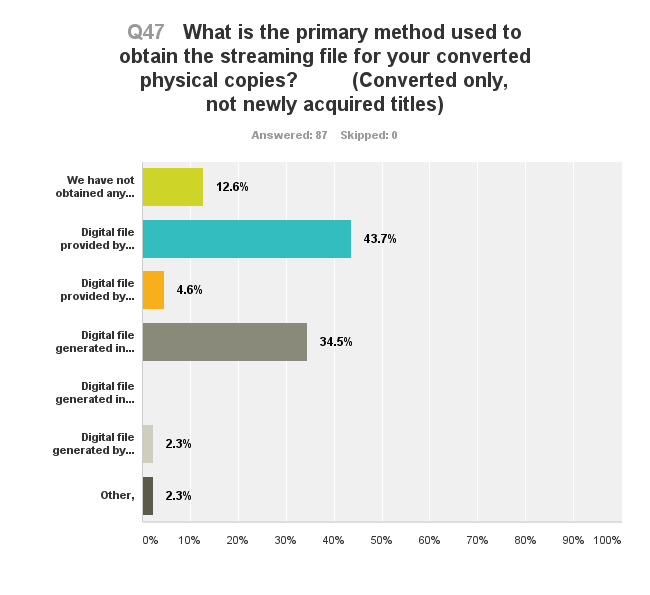 Q47 What is the primary method used to
obtain the streaming file for your converted
physical copies? (Converted only,
not newly acquired titles)
Answered: 87 Skipped: 0
We have not
obtained any...
12.6%
Digital file
provided by...
43.7%
Digital file
provided by...
4.6%
Digital file
generated in...
34.5%
Digital file
generated in...
Digital file
generated by...
2.3%
Other,
2.3%
0% 10% 20% 30% 40% 50% 60% 70% 80% 90% 100%